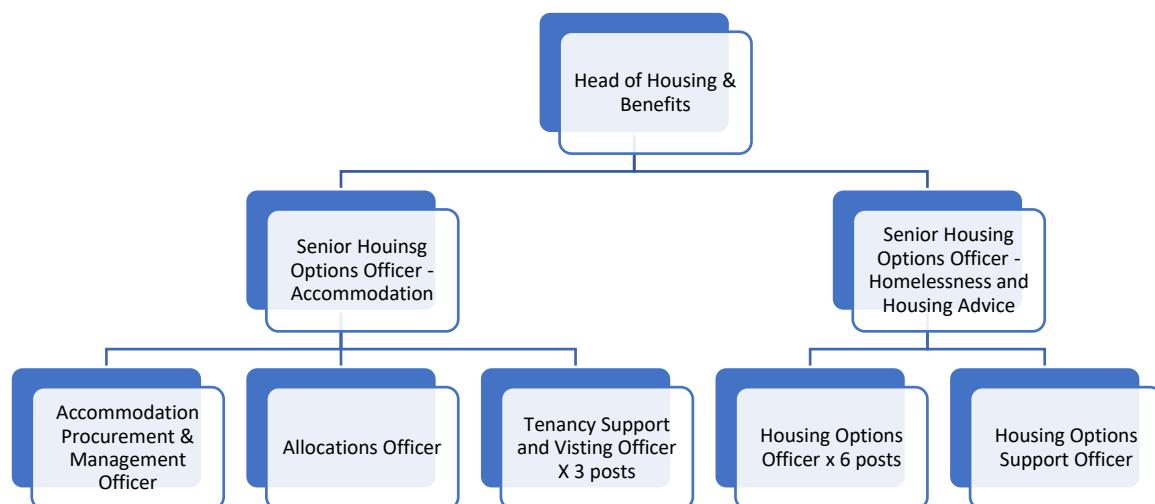 Head of Housing &
Benefits
Senior Houinsg
Options Officer -
Accommodation
Senior Housing
Options Officer -
Homelessness and
Housing Advice
Accommodation
Procurement &
Management
Officer
Allocations Officer
Tenancy Support
and Visting Officer
X 3 posts
Housing Options
Officer x 6 posts
Housing Options
Support Officer